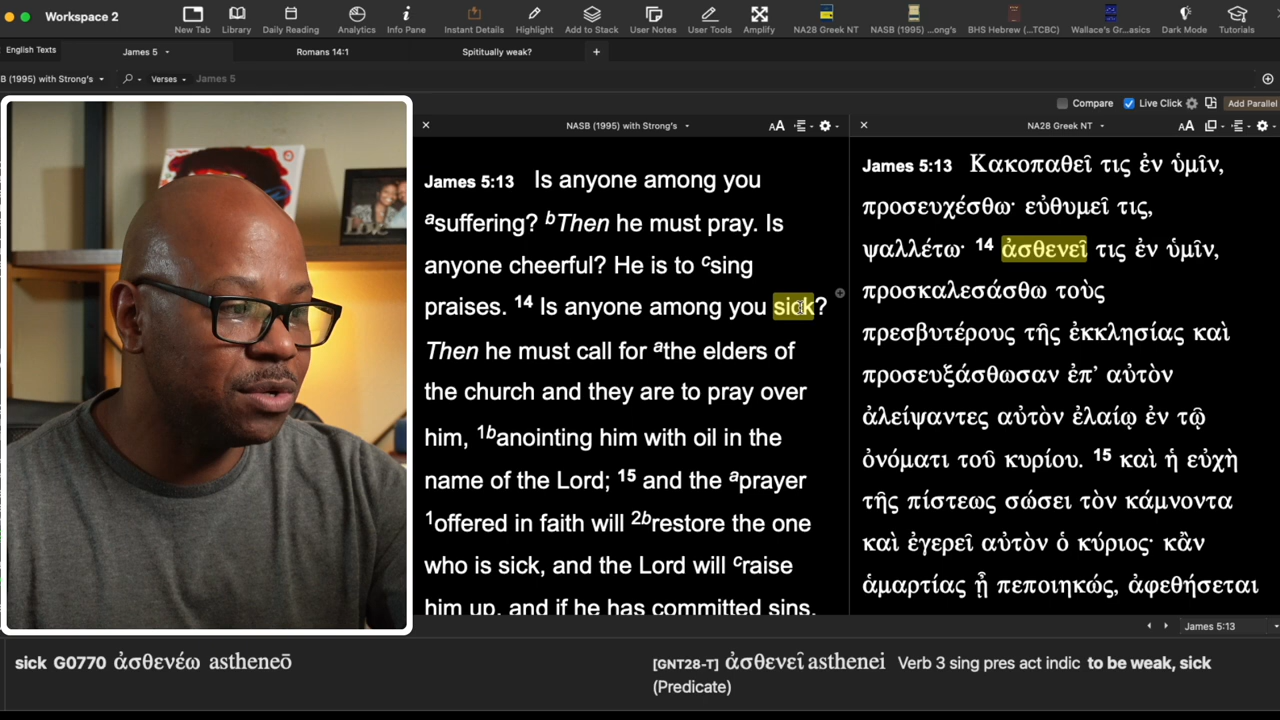 Workspace 2
New Tab Library Daily Reading Analytics Info Pane Instant Details Highlight Add to Stack User Notes User Tools Amplify NA28 Greek NT NASB (1995) ...ong's BHS Hebrew (...TCBC) Wallace's Gr...asics Dark Mode Tutorials
English Texts James 5 Romans 14:1 Spititually weak? +
B (1995) with Strong's Verses James 5
Compare Live Click Add Parallel
NASB (1995) with Strong's AA
James 5:13 Is anyone among you
ᵃsuffering? ᵇThen he must pray. Is
anyone cheerful? He is to ᶜsing
praises. 14 Is anyone among you sick?
Then he must call for ᵃthe elders of
the church and they are to pray over
him, ¹ᵇanointing him with oil in the
name of the Lord; 15 and the ᵃprayer
¹offered in faith will ²ᵇrestore the one
who is sick, and the Lord will ᶜraise
him up, and if he has committed sins,
NA28 Greek NT AA
James 5:13 Κακοπαθεῖ τις ἐν ὑμῖν,
προσευχέσθω· εὐθυμεῖ τις,
ψαλλέτω· 14 ἀσθενεῖ τις ἐν ὑμῖν,
προσκαλεσάσθω τοὺς
πρεσβυτέρους τῆς ἐκκλησίας καὶ
προσευξάσθωσαν ἐπ’ αὐτὸν
ἀλείψαντες αὐτὸν ἐλαίῳ ἐν τῷ
ὀνόματι τοῦ κυρίου. 15 καὶ ἡ εὐχὴ
τῆς πίστεως σώσει τὸν κάμνοντα
καὶ ἐγερεῖ αὐτὸν ὁ κύριος· κἂν
ἁμαρτίας ᾖ πεποιηκώς, ἀφεθήσεται
James 5:13
sick G0770 ἀσθενέω astheneō
[GNT28-T] ἀσθενεῖ asthenei Verb 3 sing pres act indic to be weak, sick
(Predicate)